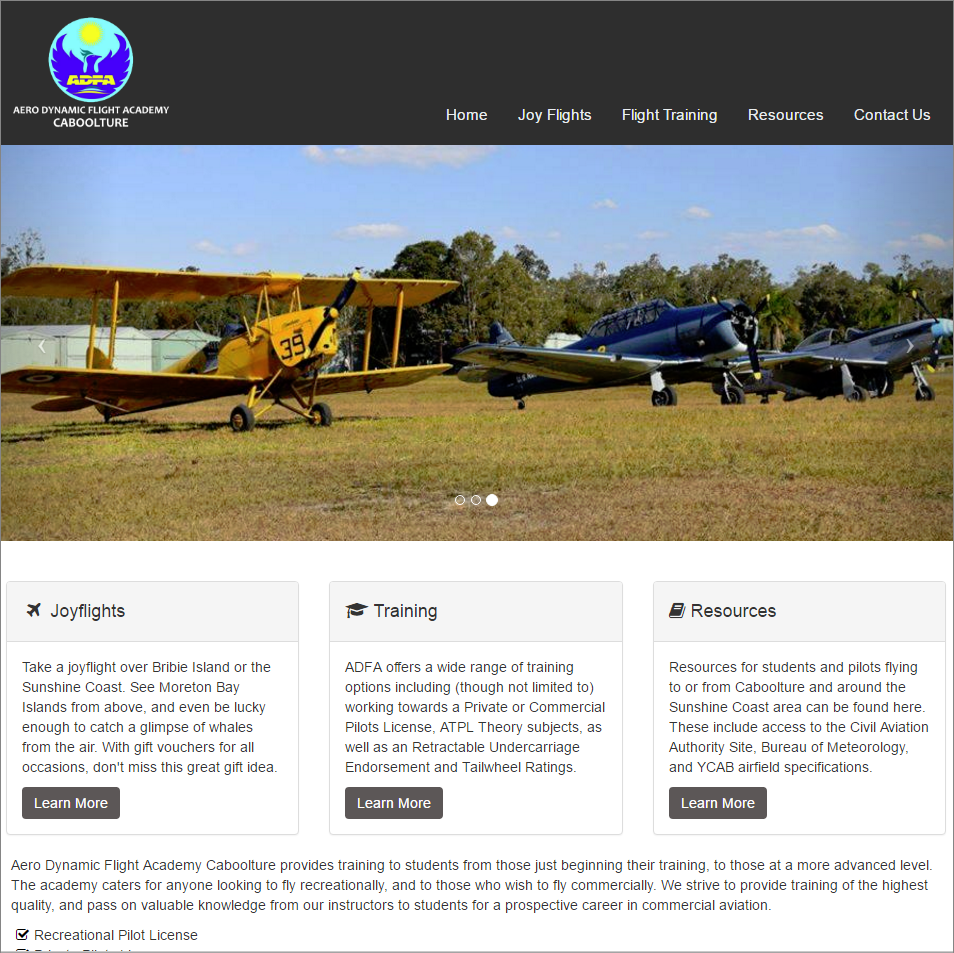 ADFA
AERO DYNAMIC FLIGHT ACADEMY
CABOOLTURE
Home Joy Flights Flight Training Resources Contact Us
39
Joyflights
Take a joyflight over Bribie Island or the
Sunshine Coast. See Moreton Bay
Islands from above, and even be lucky
enough to catch a glimpse of whales
from the air. With gift vouchers for all
occasions, don't miss this great gift idea.
Learn More
Training
ADFA offers a wide range of training
options including (though not limited to)
working towards a Private or Commercial
Pilots License, ATPL Theory subjects, as
well as an Retractable Undercarriage
Endorsement and Tailwheel Ratings.
Learn More
Resources
Resources for students and pilots flying
to or from Caboolture and around the
Sunshine Coast area can be found here.
These include access to the Civil Aviation
Authority Site, Bureau of Meteorology,
and YCAB airfield specifications.
Learn More
Aero Dynamic Flight Academy Caboolture provides training to students from those just beginning their training, to those at a more advanced level.
The academy caters for anyone looking to fly recreationally, and to those who wish to fly commercially. We strive to provide training of the highest
quality, and pass on valuable knowledge from our instructors to students for a prospective career in commercial aviation.
Recreational Pilot License